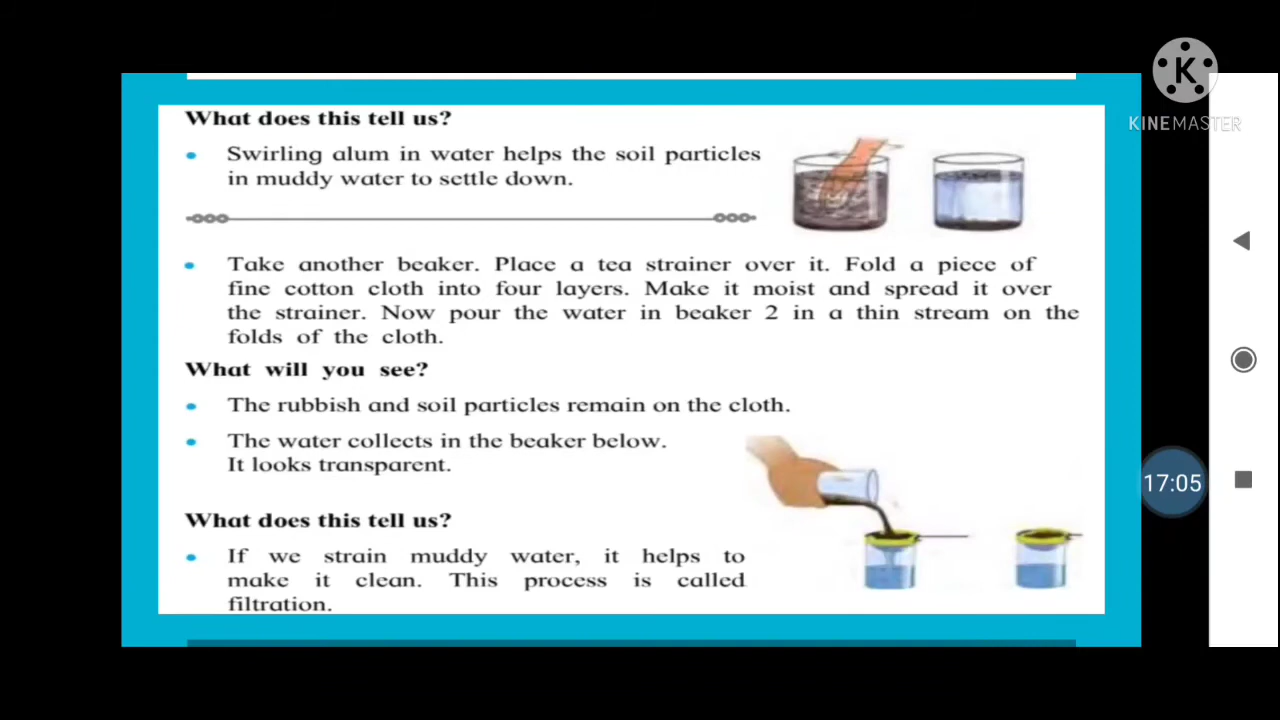 What does this tell us?
• Swirling alum in water helps the soil particles
in muddy water to settle down.
• Take another beaker. Place a tea strainer over it. Fold a piece of
fine cotton cloth into four layers. Make it moist and spread it over
the strainer. Now pour the water in beaker 2 in a thin stream on the
folds of the cloth.
What will you see?
• The rubbish and soil particles remain on the cloth.
• The water collects in the beaker below.
It looks transparent.
What does this tell us?
• If we strain muddy water, it helps to
make it clean. This process is called
filtration.
K
KINEMASTER
17:05